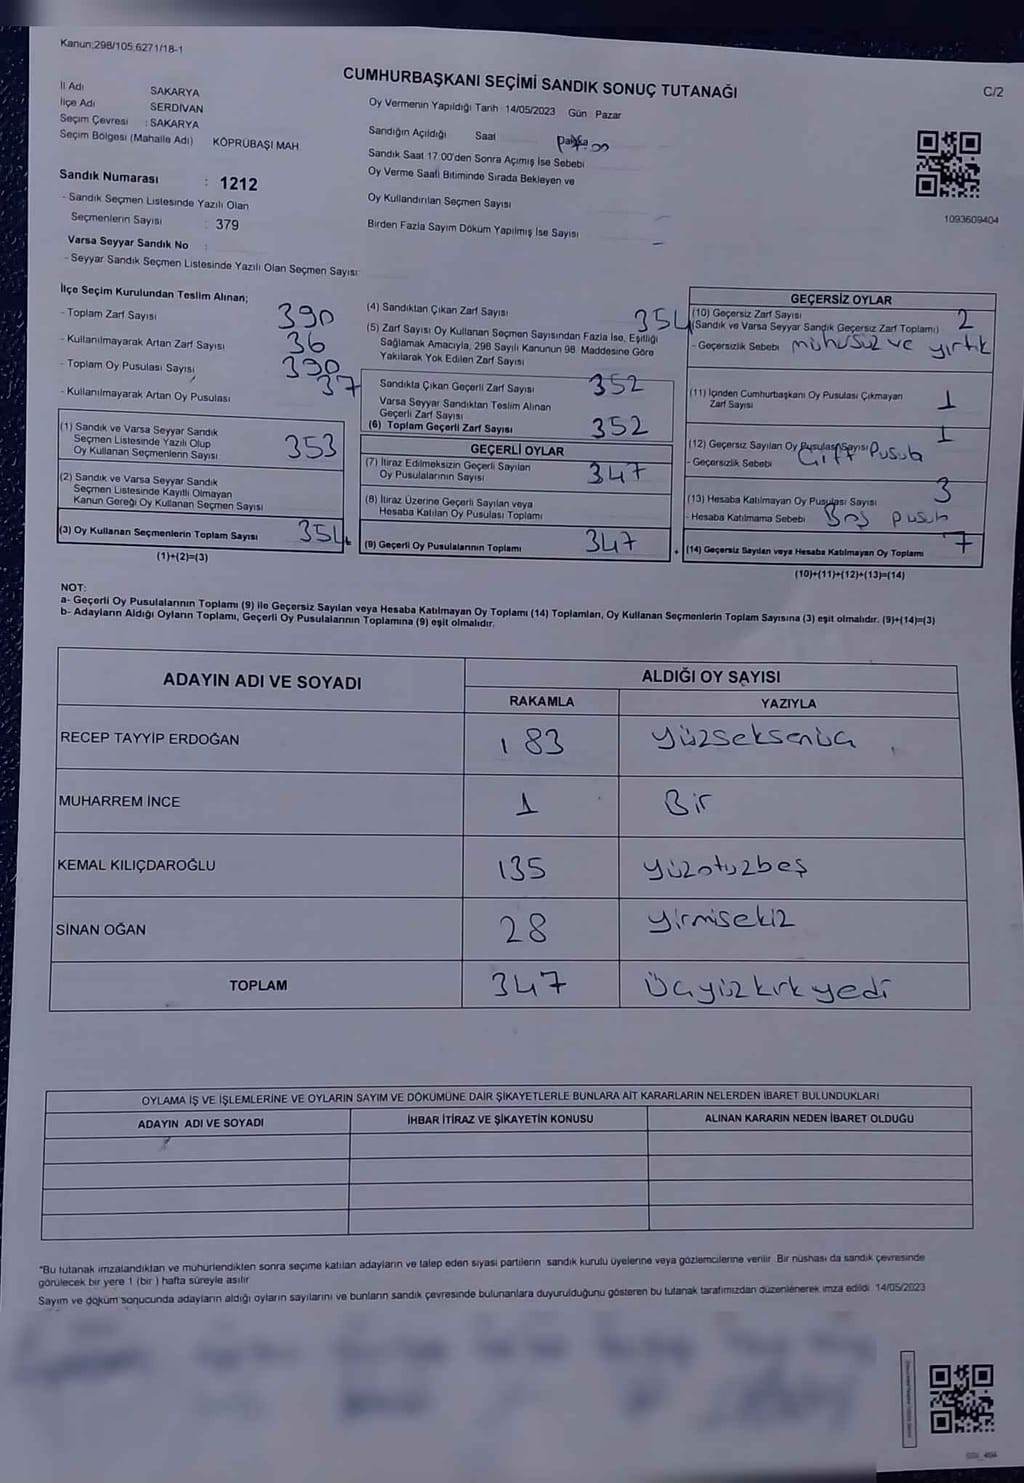 Kanun:298/105,6271/18-1
CUMHURBAŞKANI SEÇİMİ SANDIK SONUÇ TUTANAĞI
C/2
İl Adı SAKARYA
İlçe Adı SERDİVAN
Seçim Çevresi : SAKARYA
Seçim Bölgesi (Mahalle Adı) KÖPRÜBAŞI MAH.
Oy Vermenin Yapıldığı Tarih 14/05/2023 Gün Pazar
Sandığın Açıldığı Saat
Sandık Saat 17:00'den Sonra Açımış İse Sebebi
Oy Verme Saati Bitiminde Sırada Bekleyen ve
Oy Kullandırılan Seçmen Sayısı
Birden Fazla Sayım Döküm Yapılmış İse Sayısı
1093609404
Sandık Numarası : 1212
- Sandık Seçmen Listesinde Yazılı Olan
Seçmenlerin Sayısı : 379
Varsa Seyyar Sandık No :
- Seyyar Sandık Seçmen Listesinde Yazılı Olan Seçmen Sayısı
İlçe Seçim Kurulundan Teslim Alınan;
- Toplam Zarf Sayısı 390
- Kullanılmayarak Artan Zarf Sayısı 36
- Toplam Oy Pusulası Sayısı 390
- Kullanılmayarak Artan Oy Pusulası 37
(1) Sandık ve Varsa Seyyar Sandık
Seçmen Listesinde Yazılı Olup
Oy Kullanan Seçmenlerin Sayısı 353
(2) Sandık ve Varsa Seyyar Sandık
Seçmen Listesinde Kayıtlı Olmayan
Kanun Gereği Oy Kullanan Seçmen Sayısı
(3) Oy Kullanan Seçmenlerin Toplam Sayısı 354
(1)+(2)=(3)
(4) Sandıktan Çıkan Zarf Sayısı 354
(5) Zarf Sayısı Oy Kullanan Seçmen Sayısından Fazla İse, Eşitliği
Sağlamak Amacıyla, 298 Sayılı Kanunun 98. Maddesine Göre
Yakılarak Yok Edilen Zarf Sayısı
Sandıkta Çıkan Geçerli Zarf Sayısı 352
Varsa Seyyar Sandıktan Teslim Alınan
Geçerli Zarf Sayısı
(6) Toplam Geçerli Zarf Sayısı 352
GEÇERLİ OYLAR
(7) İtiraz Edilmeksizin Geçerli Sayılan
Oy Pusulalarının Sayısı 347
(8) İtiraz Üzerine Geçerli Sayılan veya
Hesaba Katılan Oy Pusulası Toplamı
(9) Geçerli Oy Pusulalarının Toplamı 347
GEÇERSİZ OYLAR
(10) Geçersiz Zarf Sayısı 2
(Sandık ve Varsa Seyyar Sandık Geçersiz Zarf Toplamı)
- Geçersizlik Sebebi mühüsüz ve yırtık
(11) İçinden Cumhurbaşkanı Oy Pusulası Çıkmayan
Zarf Sayısı 1
(12) Geçersiz Sayılan Oy Pusulası Sayısı 1
- Geçersizlik Sebebi Çift Pusula
(13) Hesaba Katılmayan Oy Pusulası Sayısı 3
- Hesaba Katılmama Sebebi Boş pusula
(14) Geçersiz Sayılan veya Hesaba Katılmayan Oy Toplamı 7
(10)+(11)+(12)+(13)=(14)
NOT:
a- Geçerli Oy Pusulalarının Toplamı (9) ile Geçersiz Sayılan veya Hesaba Katılmayan Oy Toplamı (14) Toplamları, Oy Kullanan Seçmenlerin Toplam Sayısına (3) eşit olmalıdır. (9)+(14)=(3)
b- Adayların Aldığı Oyların Toplamı, Geçerli Oy Pusulalarının Toplamına (9) eşit olmalıdır.
ADAYIN ADI VE SOYADI ALDIĞI OY SAYISI
RAKAMLA YAZIYLA
RECEP TAYYİP ERDOĞAN 183
MUHARREM İNCE 1 Bir
KEMAL KILIÇDAROĞLU 135 yüzotuzbeş
SİNAN OĞAN 28 yirmisekiz
TOPLAM 347 Üçyüzkırkyedi
OYLAMA İŞ VE İŞLEMLERİNE VE OYLARIN SAYIM VE DÖKÜMÜNE DAİR ŞİKAYETLERLE BUNLARA AİT KARARLARIN NELERDEN İBARET BULUNDUKLARI
ADAYIN ADI VE SOYADI İHBAR İTİRAZ VE ŞİKAYETİN KONUSU ALINAN KARARIN NEDEN İBARET OLDUĞU
"Bu tutanak imzalandıktan ve mühürlendikten sonra seçime katılan adayların ve talep eden siyasi partilerin sandık kurulu üyelerine veya gözlemcilerine verilir. Bir nüshası da sandık çevresinde
görülecek bir yere 1 (bir ) hafta süreyle asılır.
Sayım ve döküm sonucunda adayların aldığı oyların sayılarını ve bunların sandık çevresinde bulunanlara duyurulduğunu gösteren bu tutanak tarafımızdan düzenlenerek imza edildi. 14/05/2023